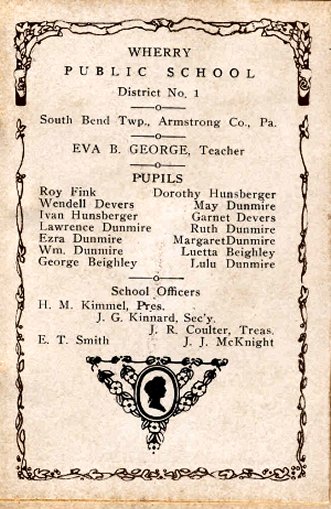 WHERRY
PUBLIC SCHOOL
District No. 1
South Bend Twp., Armstrong Co., Pa.
EVA B. GEORGE, Teacher
PUPILS
Roy Fink Dorothy Hunsberger
Wendell Devers May Dunmire
Ivan Hunsberger Garnet Devers
Lawrence Dunmire Ruth Dunmire
Ezra Dunmire MargaretDunmire
Wm. Dunmire Luetta Beighley
George Beighley Lulu Dunmire
School Officers
H. M. Kimmel, Pres.
J. G. Kinnard, Sec'y.
J. R. Coulter, Treas.
E. T. Smith J. J. McKnight